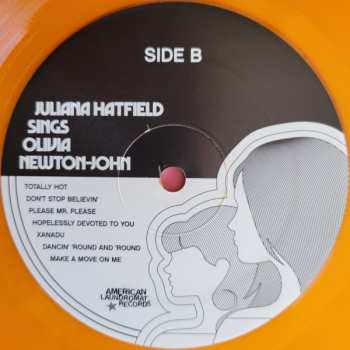 SIDE B
JULIANA HATFIELD
SINGS
OLIVIA
NEWTON-JOHN
TOTALLY HOT
DON'T STOP BELIEVIN'
PLEASE MR. PLEASE
HOPELESSLY DEVOTED TO YOU
XANADU
DANCIN' 'ROUND AND 'ROUND
MAKE A MOVE ON ME
AMERICAN
LAUNDROMAT
RECORDS